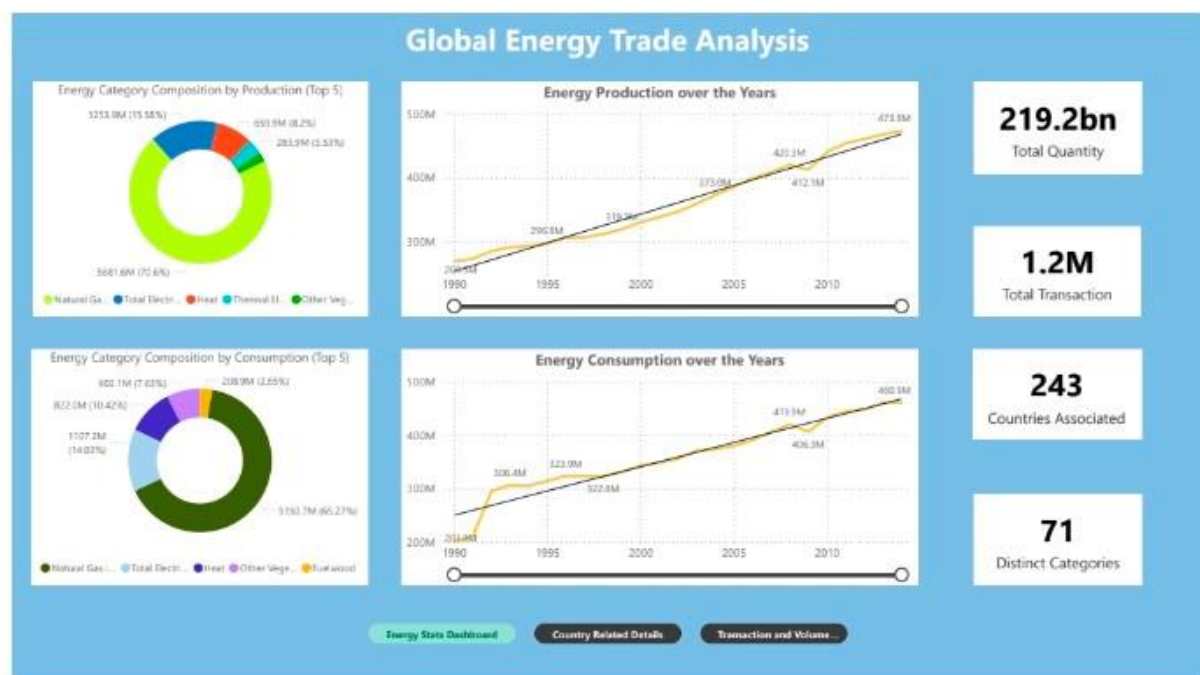 Global Energy Trade Analysis
Energy Category Composition by Production (Top 5)
1253.9M (15.58%)
659.9M (8.2%)
283.9M (3.53%)
5681.6M (70.6%)
Natural Ga... Total Electri... Heat Thermal El... Other Veg...
Energy Production over the Years
500M
400M
300M
473.8M
421.3M
412.1M
373.0M
296.8M
1990 1995 2000 2005 2010
219.2bn
Total Quantity
1.2M
Total Transaction
Energy Category Composition by Consumption (Top 5)
602.1M (7.63%)
208.9M (2.65%)
822.0M (10.42%)
1107.2M
(14.03%)
5150.7M (65.27%)
Natural Gas ... Total Electri... Heat Other Vege... Fuelwood
Energy Consumption over the Years
500M
400M
300M
200M
460.9M
419.9M
406.3M
323.9M
322.8M
306.4M
1990 1995 2000 2005 2010
243
Countries Associated
71
Distinct Categories
Energy Stats Dashboard
Country Related Details
Transaction and Volume...